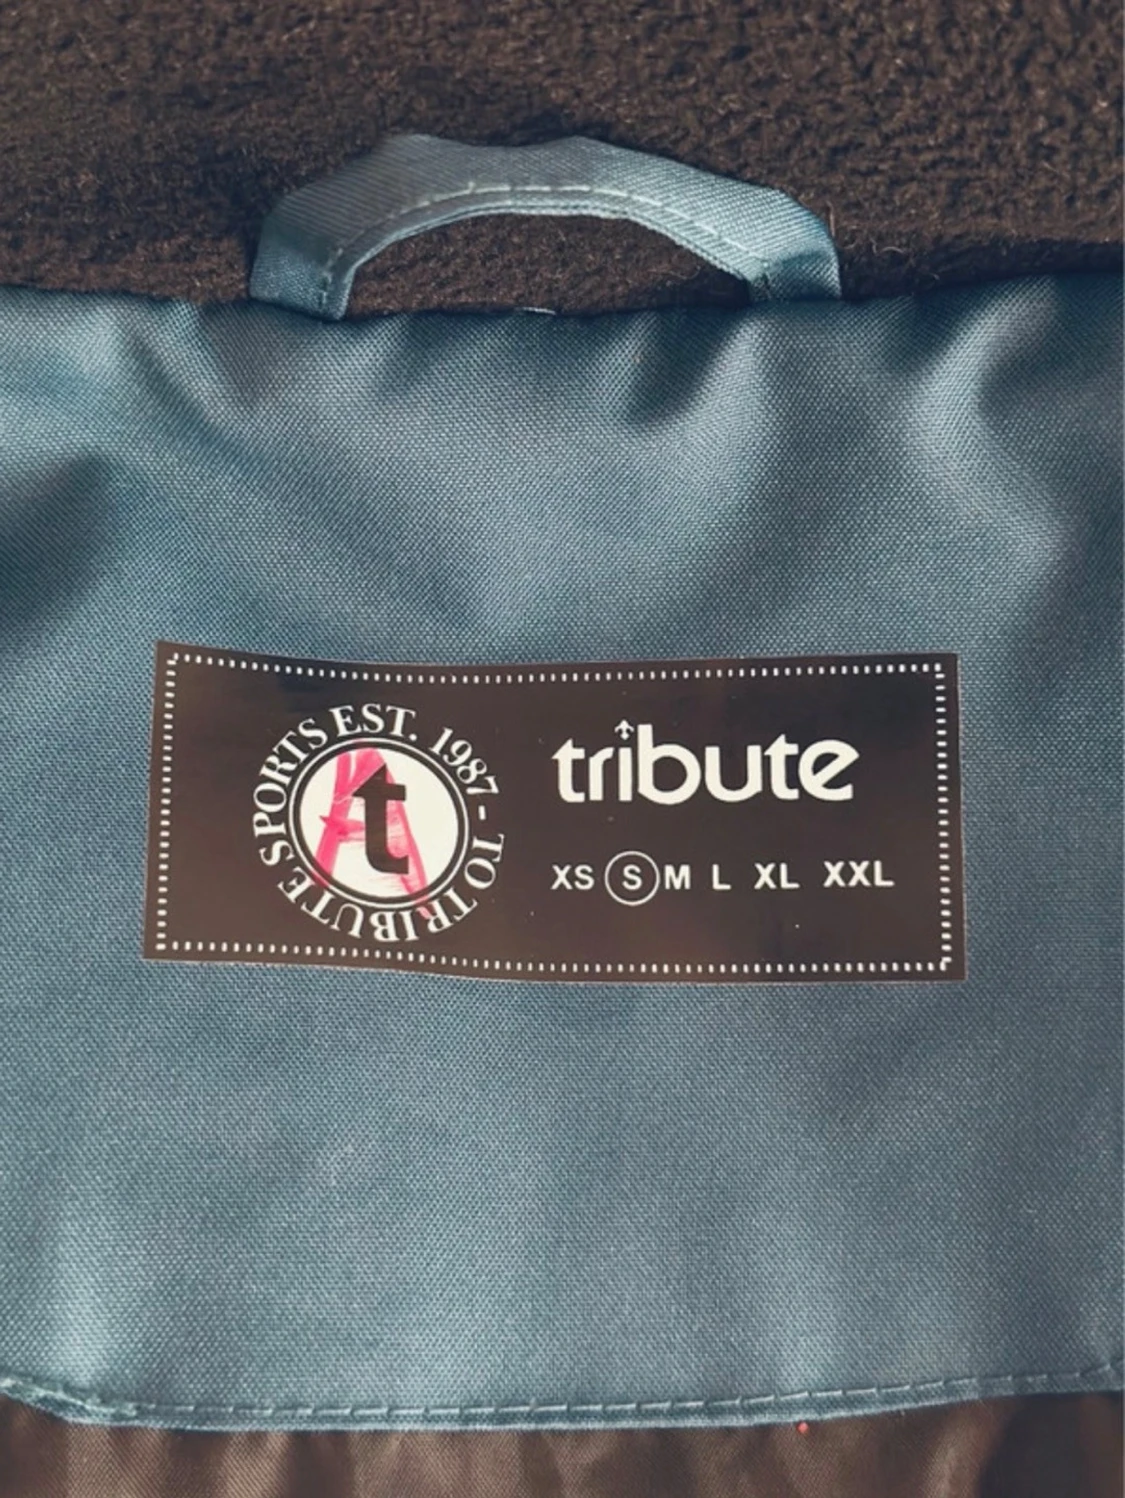 EST. 1987- TO TRIBUTE SPORTS
t
A
tribute
XS S M L XL XXL